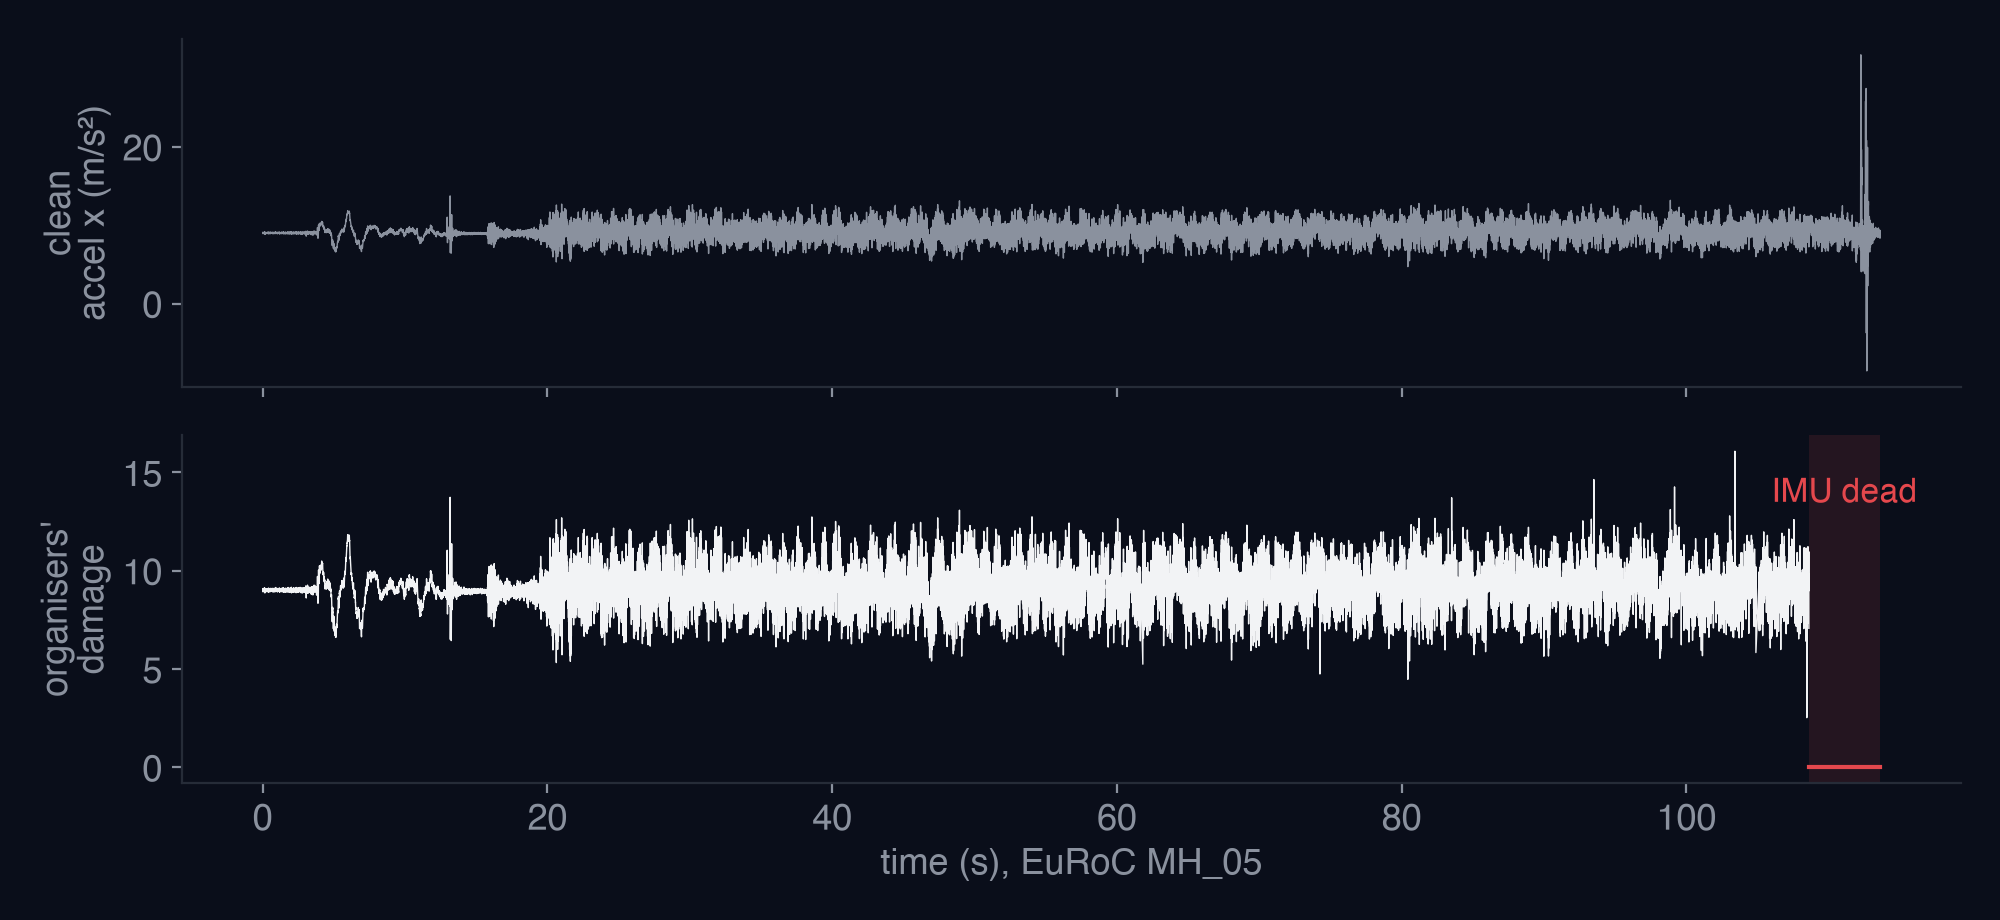 clean
accel x (m/s²)
20
0
organisers'
damage
15
10
5
0
IMU dead
0
20
40
60
80
100
time (s), EuRoC MH_05